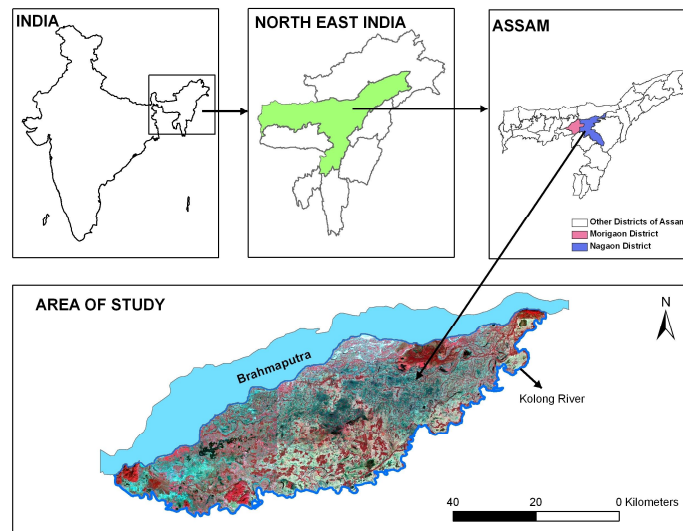 INDIA
NORTH EAST INDIA
ASSAM
Other Districts of Assam
Morigaon District
Nagaon District
AREA OF STUDY
N
Brahmaputra
Kolong River
40 20 0 Kilometers